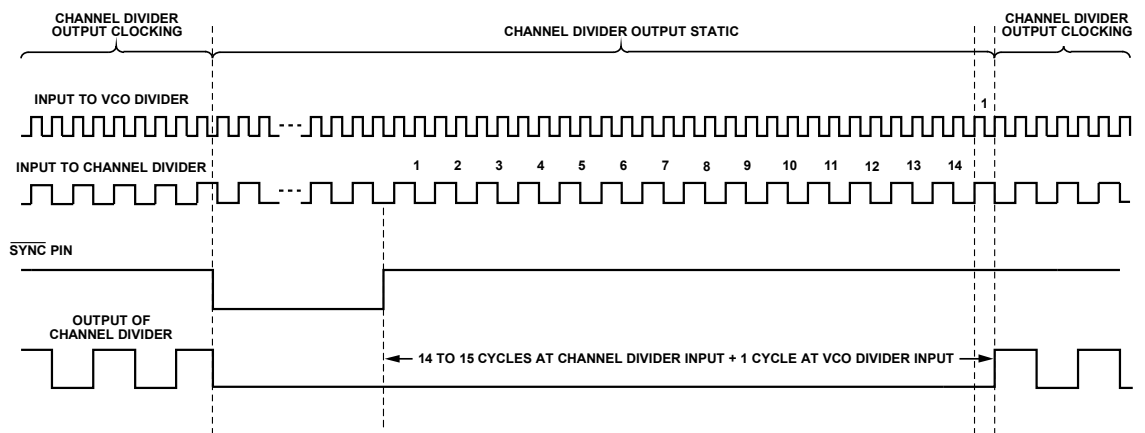 CHANNEL DIVIDER
OUTPUT CLOCKING
CHANNEL DIVIDER OUTPUT STATIC
CHANNEL DIVIDER
OUTPUT CLOCKING
INPUT TO VCO DIVIDER
1
INPUT TO CHANNEL DIVIDER
1 2 3 4 5 6 7 8 9 10 11 12 13 14
SYNC PIN
OUTPUT OF
CHANNEL DIVIDER
14 TO 15 CYCLES AT CHANNEL DIVIDER INPUT + 1 CYCLE AT VCO DIVIDER INPUT